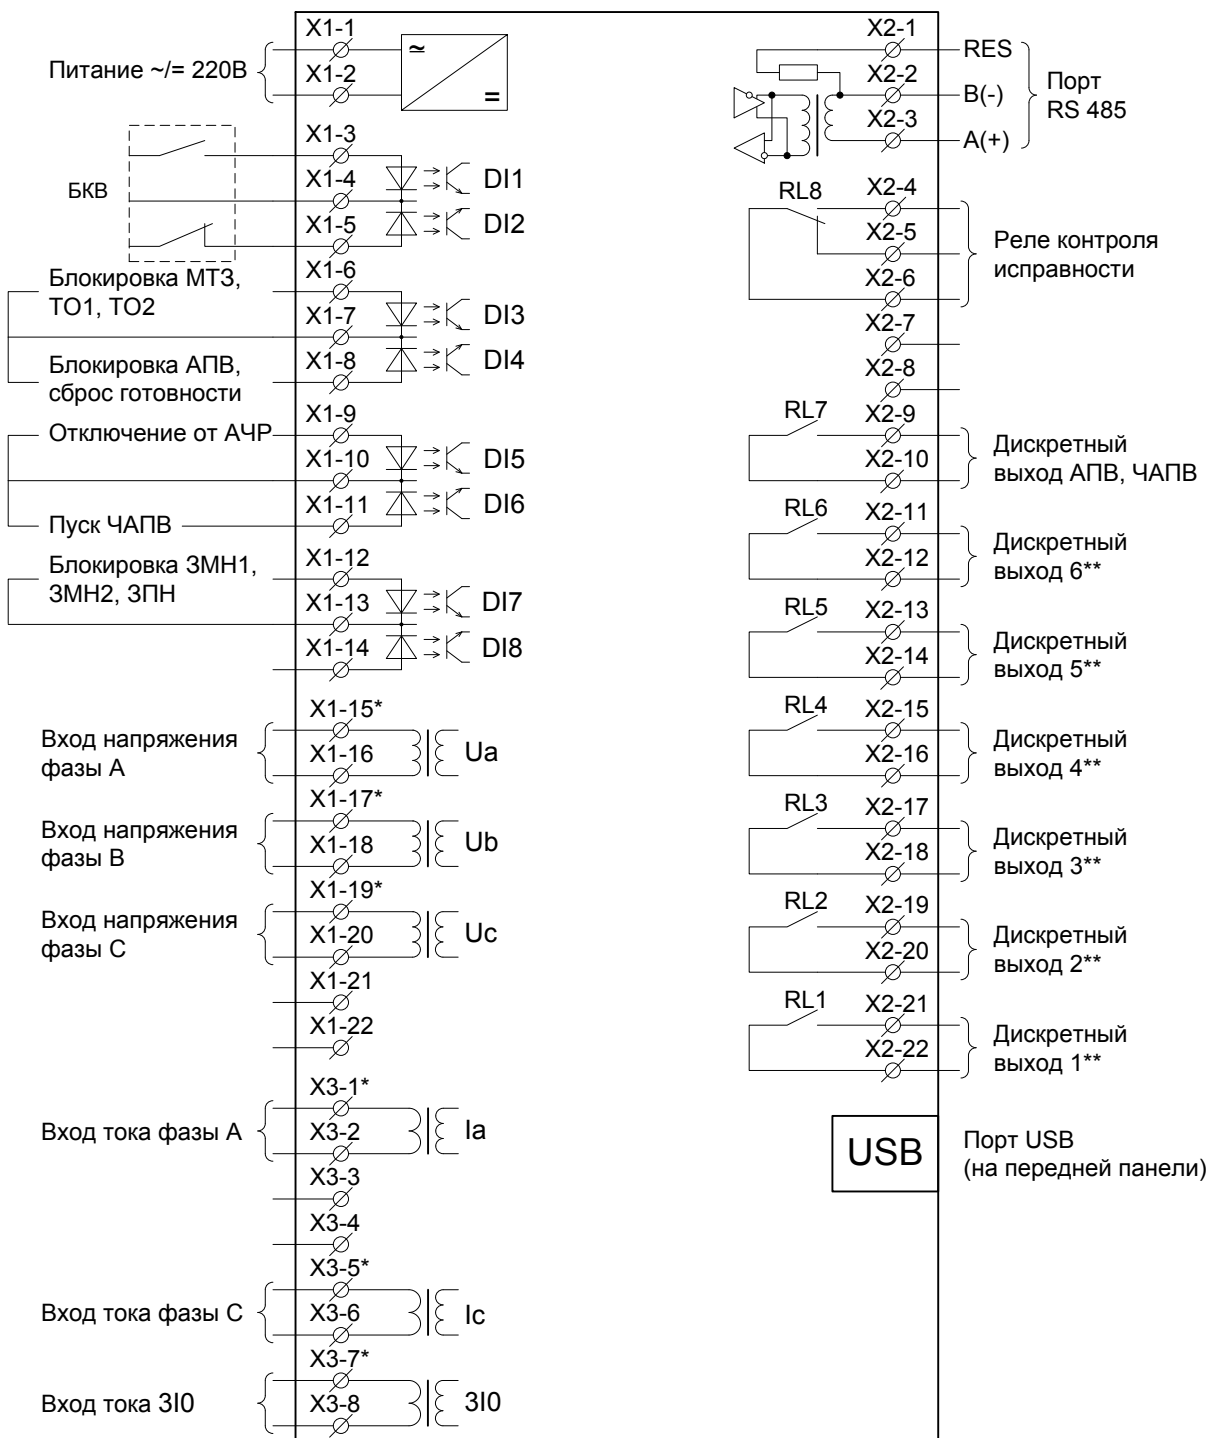 X1-1
Питание ~/= 220В
X1-2
≃
=
X1-3
БКВ
X1-4
DI1
X1-5
DI2
X1-6
Блокировка МТЗ,
ТО1, ТО2
X1-7
DI3
X1-8
DI4
Блокировка АПВ,
сброс готовности
X1-9
Отключение от АЧР
X1-10
DI5
X1-11
DI6
Пуск ЧАПВ
X1-12
Блокировка ЗМН1,
ЗМН2, ЗПН
X1-13
DI7
X1-14
DI8
X1-15*
Вход напряжения
фазы А
X1-16
Ua
X1-17*
Вход напряжения
фазы В
X1-18
Ub
X1-19*
Вход напряжения
фазы С
X1-20
Uc
X1-21
X1-22
X3-1*
Вход тока фазы А
X3-2
Ia
X3-3
X3-4
X3-5*
Вход тока фазы С
X3-6
Ic
X3-7*
Вход тока 3I0
X3-8
3I0
X2-1
RES
X2-2
B(-)
X2-3
A(+)
Порт
RS 485
RL8
X2-4
X2-5
X2-6
Реле контроля
исправности
X2-7
X2-8
RL7
X2-9
X2-10
Дискретный
выход АПВ, ЧАПВ
RL6
X2-11
X2-12
Дискретный
выход 6**
RL5
X2-13
X2-14
Дискретный
выход 5**
RL4
X2-15
X2-16
Дискретный
выход 4**
RL3
X2-17
X2-18
Дискретный
выход 3**
RL2
X2-19
X2-20
Дискретный
выход 2**
RL1
X2-21
X2-22
Дискретный
выход 1**
USB
Порт USB
(на передней панели)